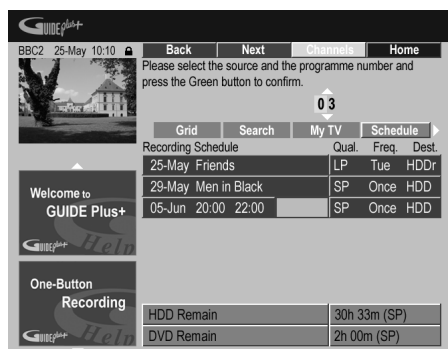 GUIDE plus+
BBC2 25-May 10:10
Back Next Channels Home
Please select the source and the programme number and
press the Green button to confirm.
03
Grid Search My TV Schedule
Recording Schedule Qual. Freq. Dest.
25-May Friends LP Tue HDDr
29-May Men in Black SP Once HDD
05-Jun 20:00 22:00 SP Once HDD
Welcome to
GUIDE Plus+
GUIDE plus+ Help
One-Button
Recording
GUIDE plus+ Help
HDD Remain 30h 33m (SP)
DVD Remain 2h 00m (SP)